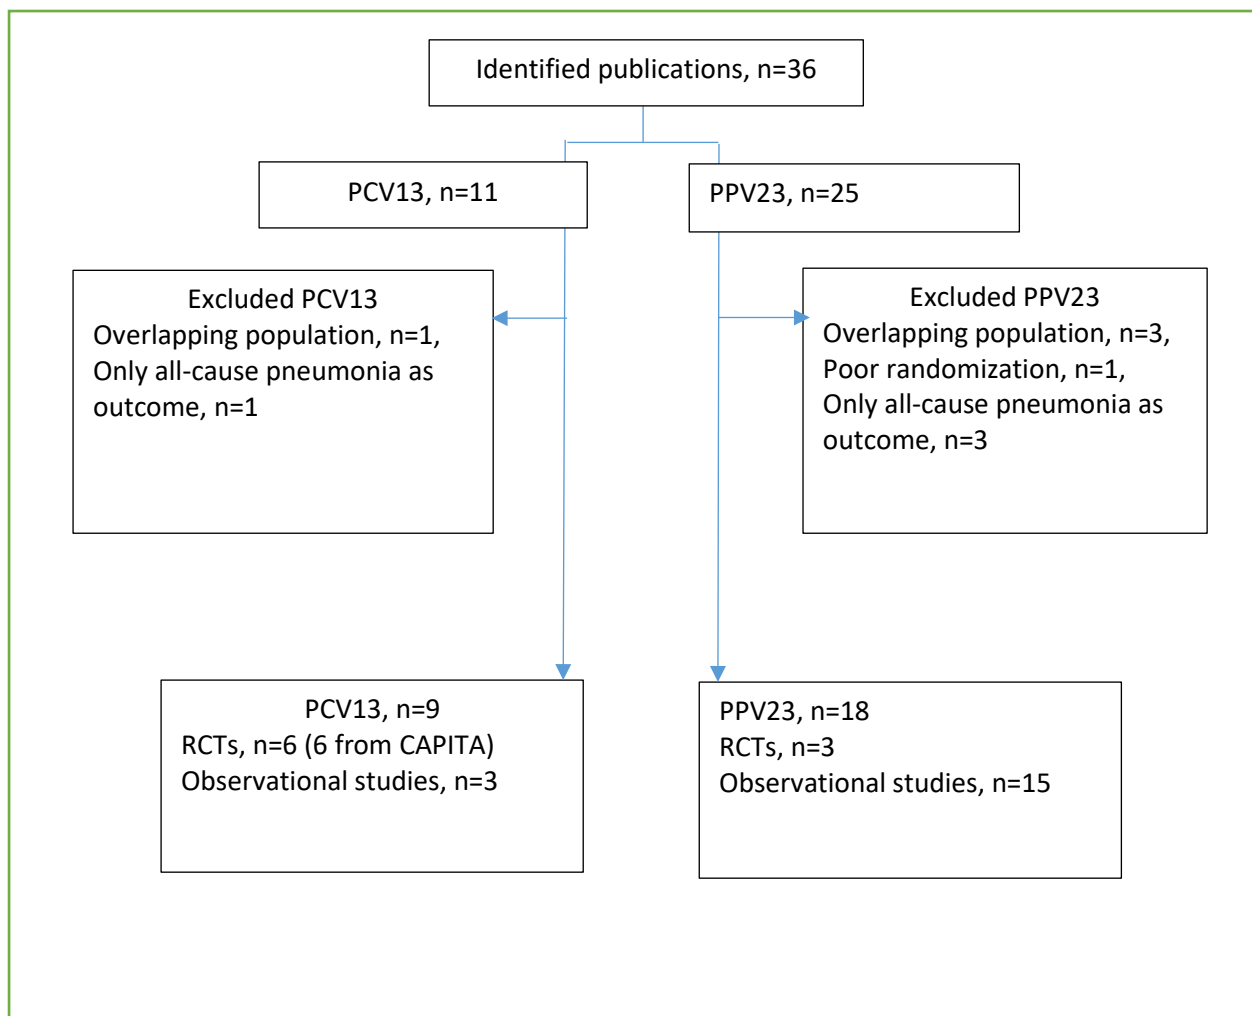 Identified publications, n=36
PCV13, n=11
PPV23, n=25
Excluded PCV13
Overlapping population, n=1,
Only all-cause pneumonia as
outcome, n=1
Excluded PPV23
Overlapping population, n=3,
Poor randomization, n=1,
Only all-cause pneumonia as
outcome, n=3
PCV13, n=9
RCTs, n=6 (6 from CAPITA)
Observational studies, n=3
PPV23, n=18
RCTs, n=3
Observational studies, n=15